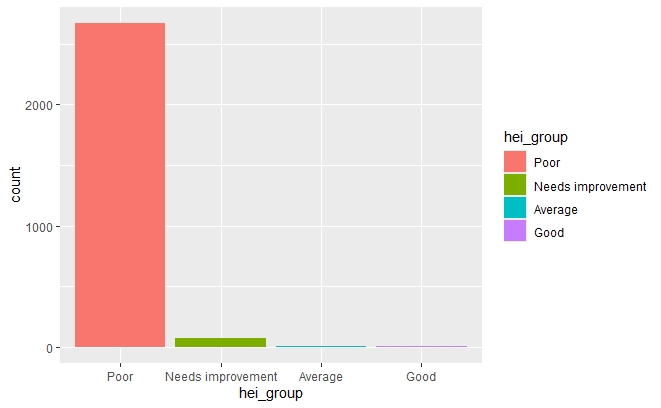 count
2000
1000
0
Poor
Needs improvement
Average
Good
hei_group
hei_group
Poor
Needs improvement
Average
Good